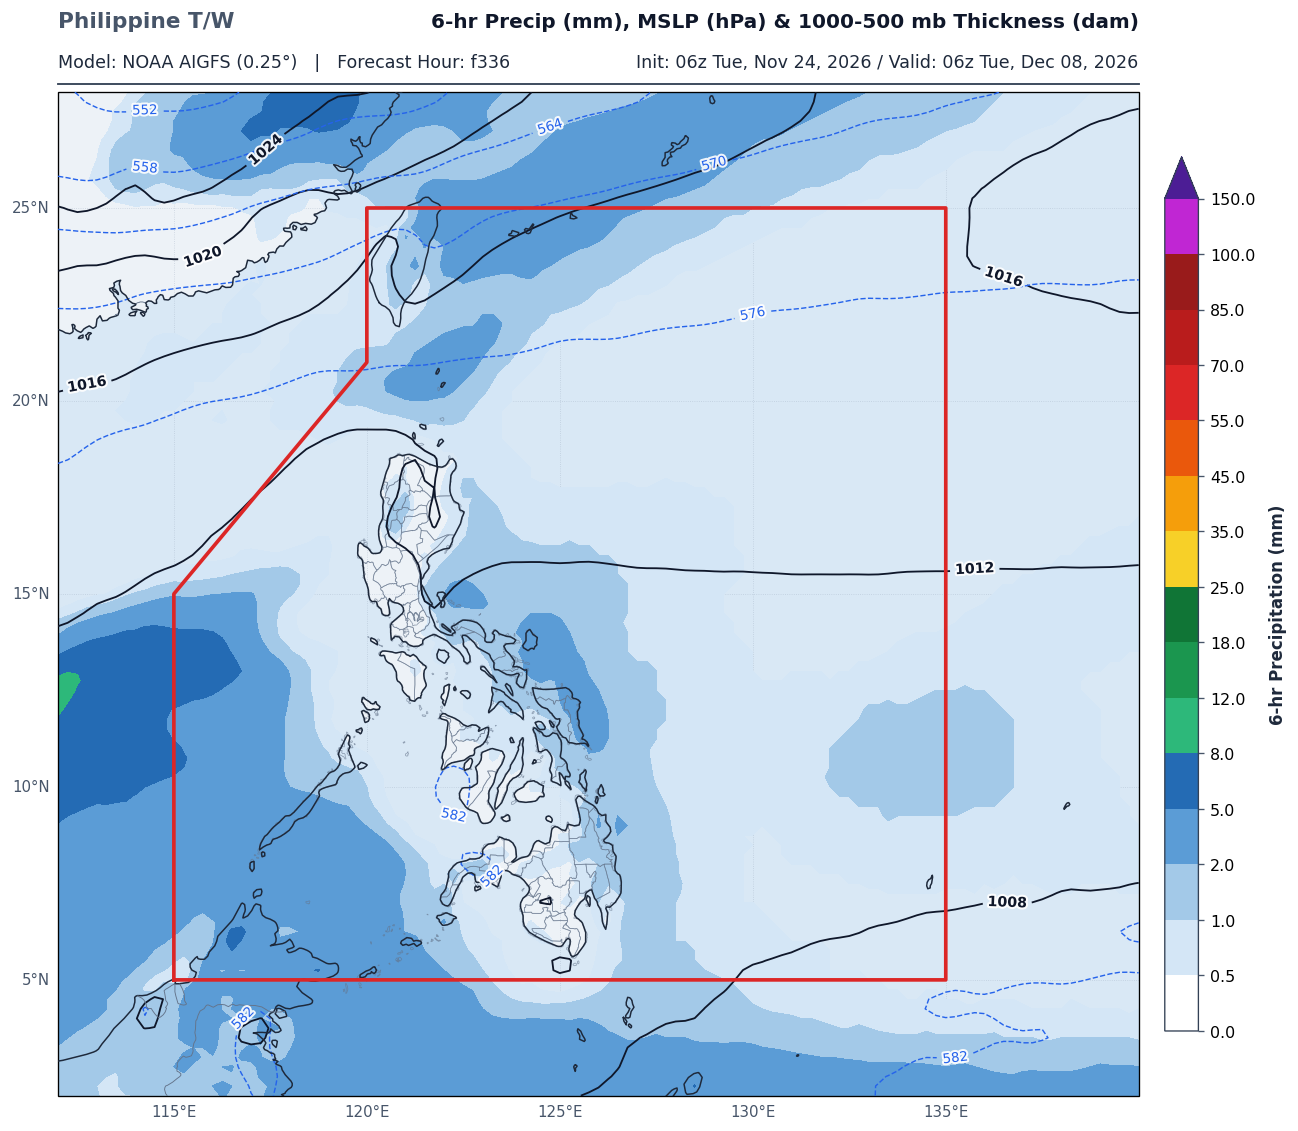 Philippine T/W
6-hr Precip (mm), MSLP (hPa) & 1000-500 mb Thickness (dam)
Model: NOAA AIGFS (0.25°) | Forecast Hour: f336
Init: 06z Tue, Nov 24, 2026 / Valid: 06z Tue, Dec 08, 2026
552
558
564
570
1024
1020
1016
1016
576
1012
582
582
1008
582
582
25°N
20°N
15°N
10°N
5°N
115°E
120°E
125°E
130°E
135°E
150.0
100.0
85.0
70.0
55.0
45.0
35.0
25.0
18.0
12.0
8.0
5.0
2.0
1.0
0.5
0.0
6-hr Precipitation (mm)